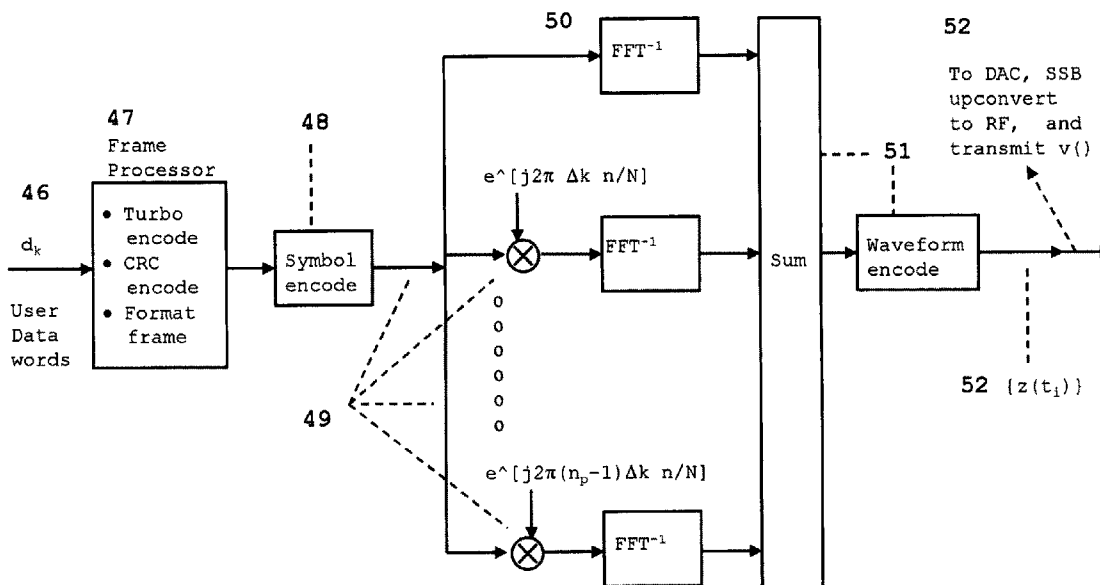 50
52
FFT⁻¹
To DAC, SSB
upconvert
to RF, and
transmit v()
47
Frame
Processor
48
51
46
e^[j2π Δk n/N]
• Turbo
encode
• CRC
encode
• Format
frame
d_k
User
Data
words
Symbol
encode
FFT⁻¹
Sum
Waveform
encode
o
o
o
o
o
o
49
52 {z(t_i)}
e^[j2π(n_p-1)Δk n/N]
FFT⁻¹